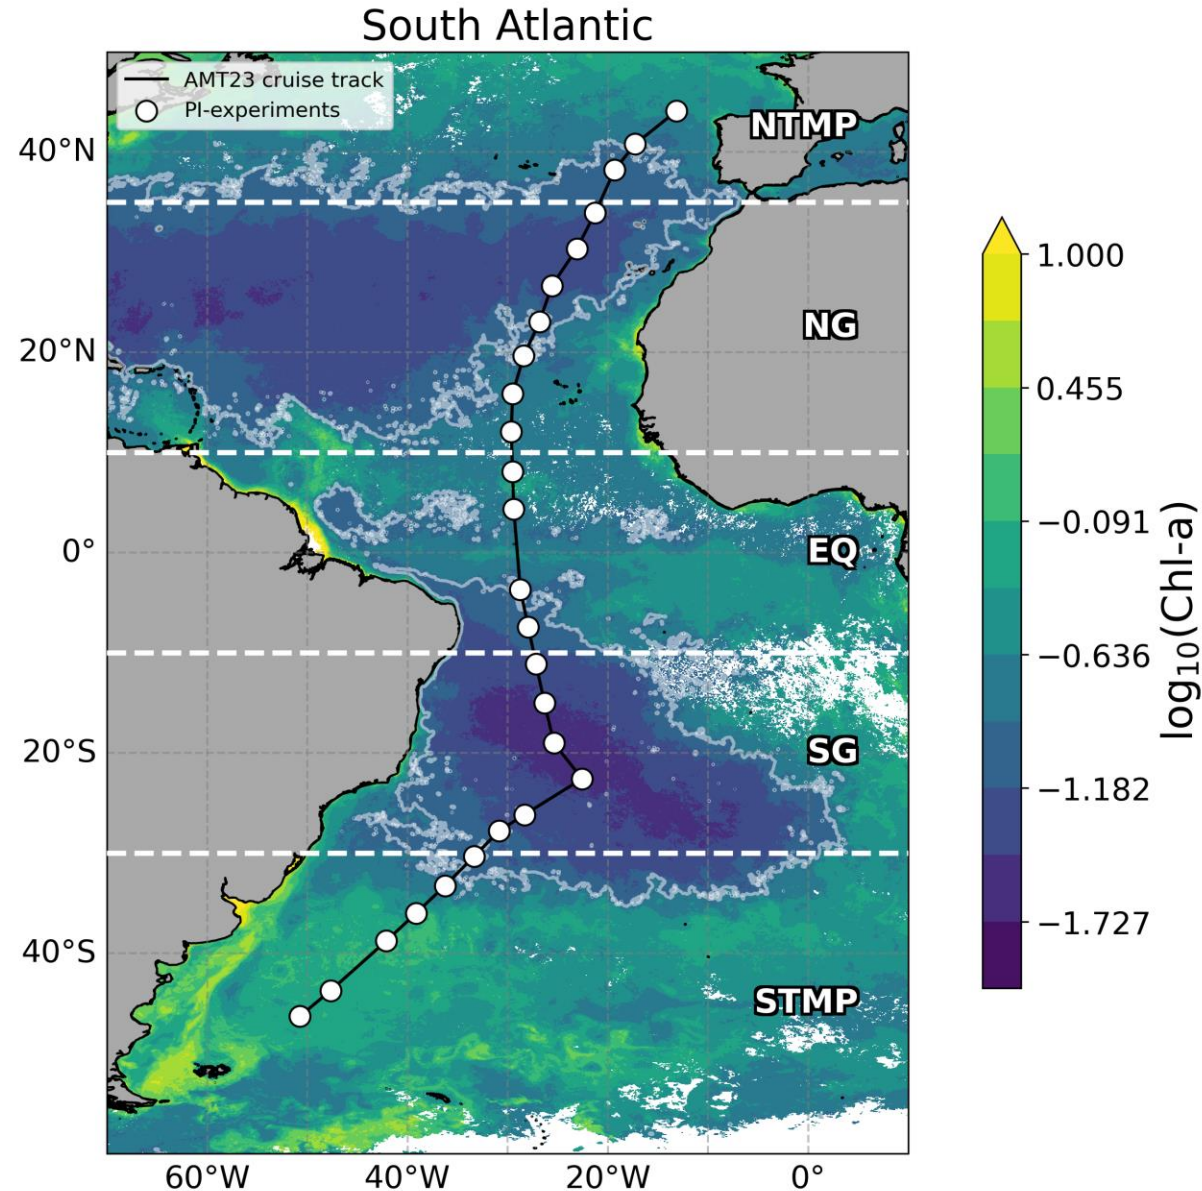 South Atlantic
AMT23 cruise track
PI-experiments
NTMP
40°N
NG
20°N
EQ
0°
SG
20°S
STMP
40°S
60°W
40°W
20°W
0°
1.000
0.455
−0.091
−0.636
−1.182
−1.727
log₁₀(Chl-a)